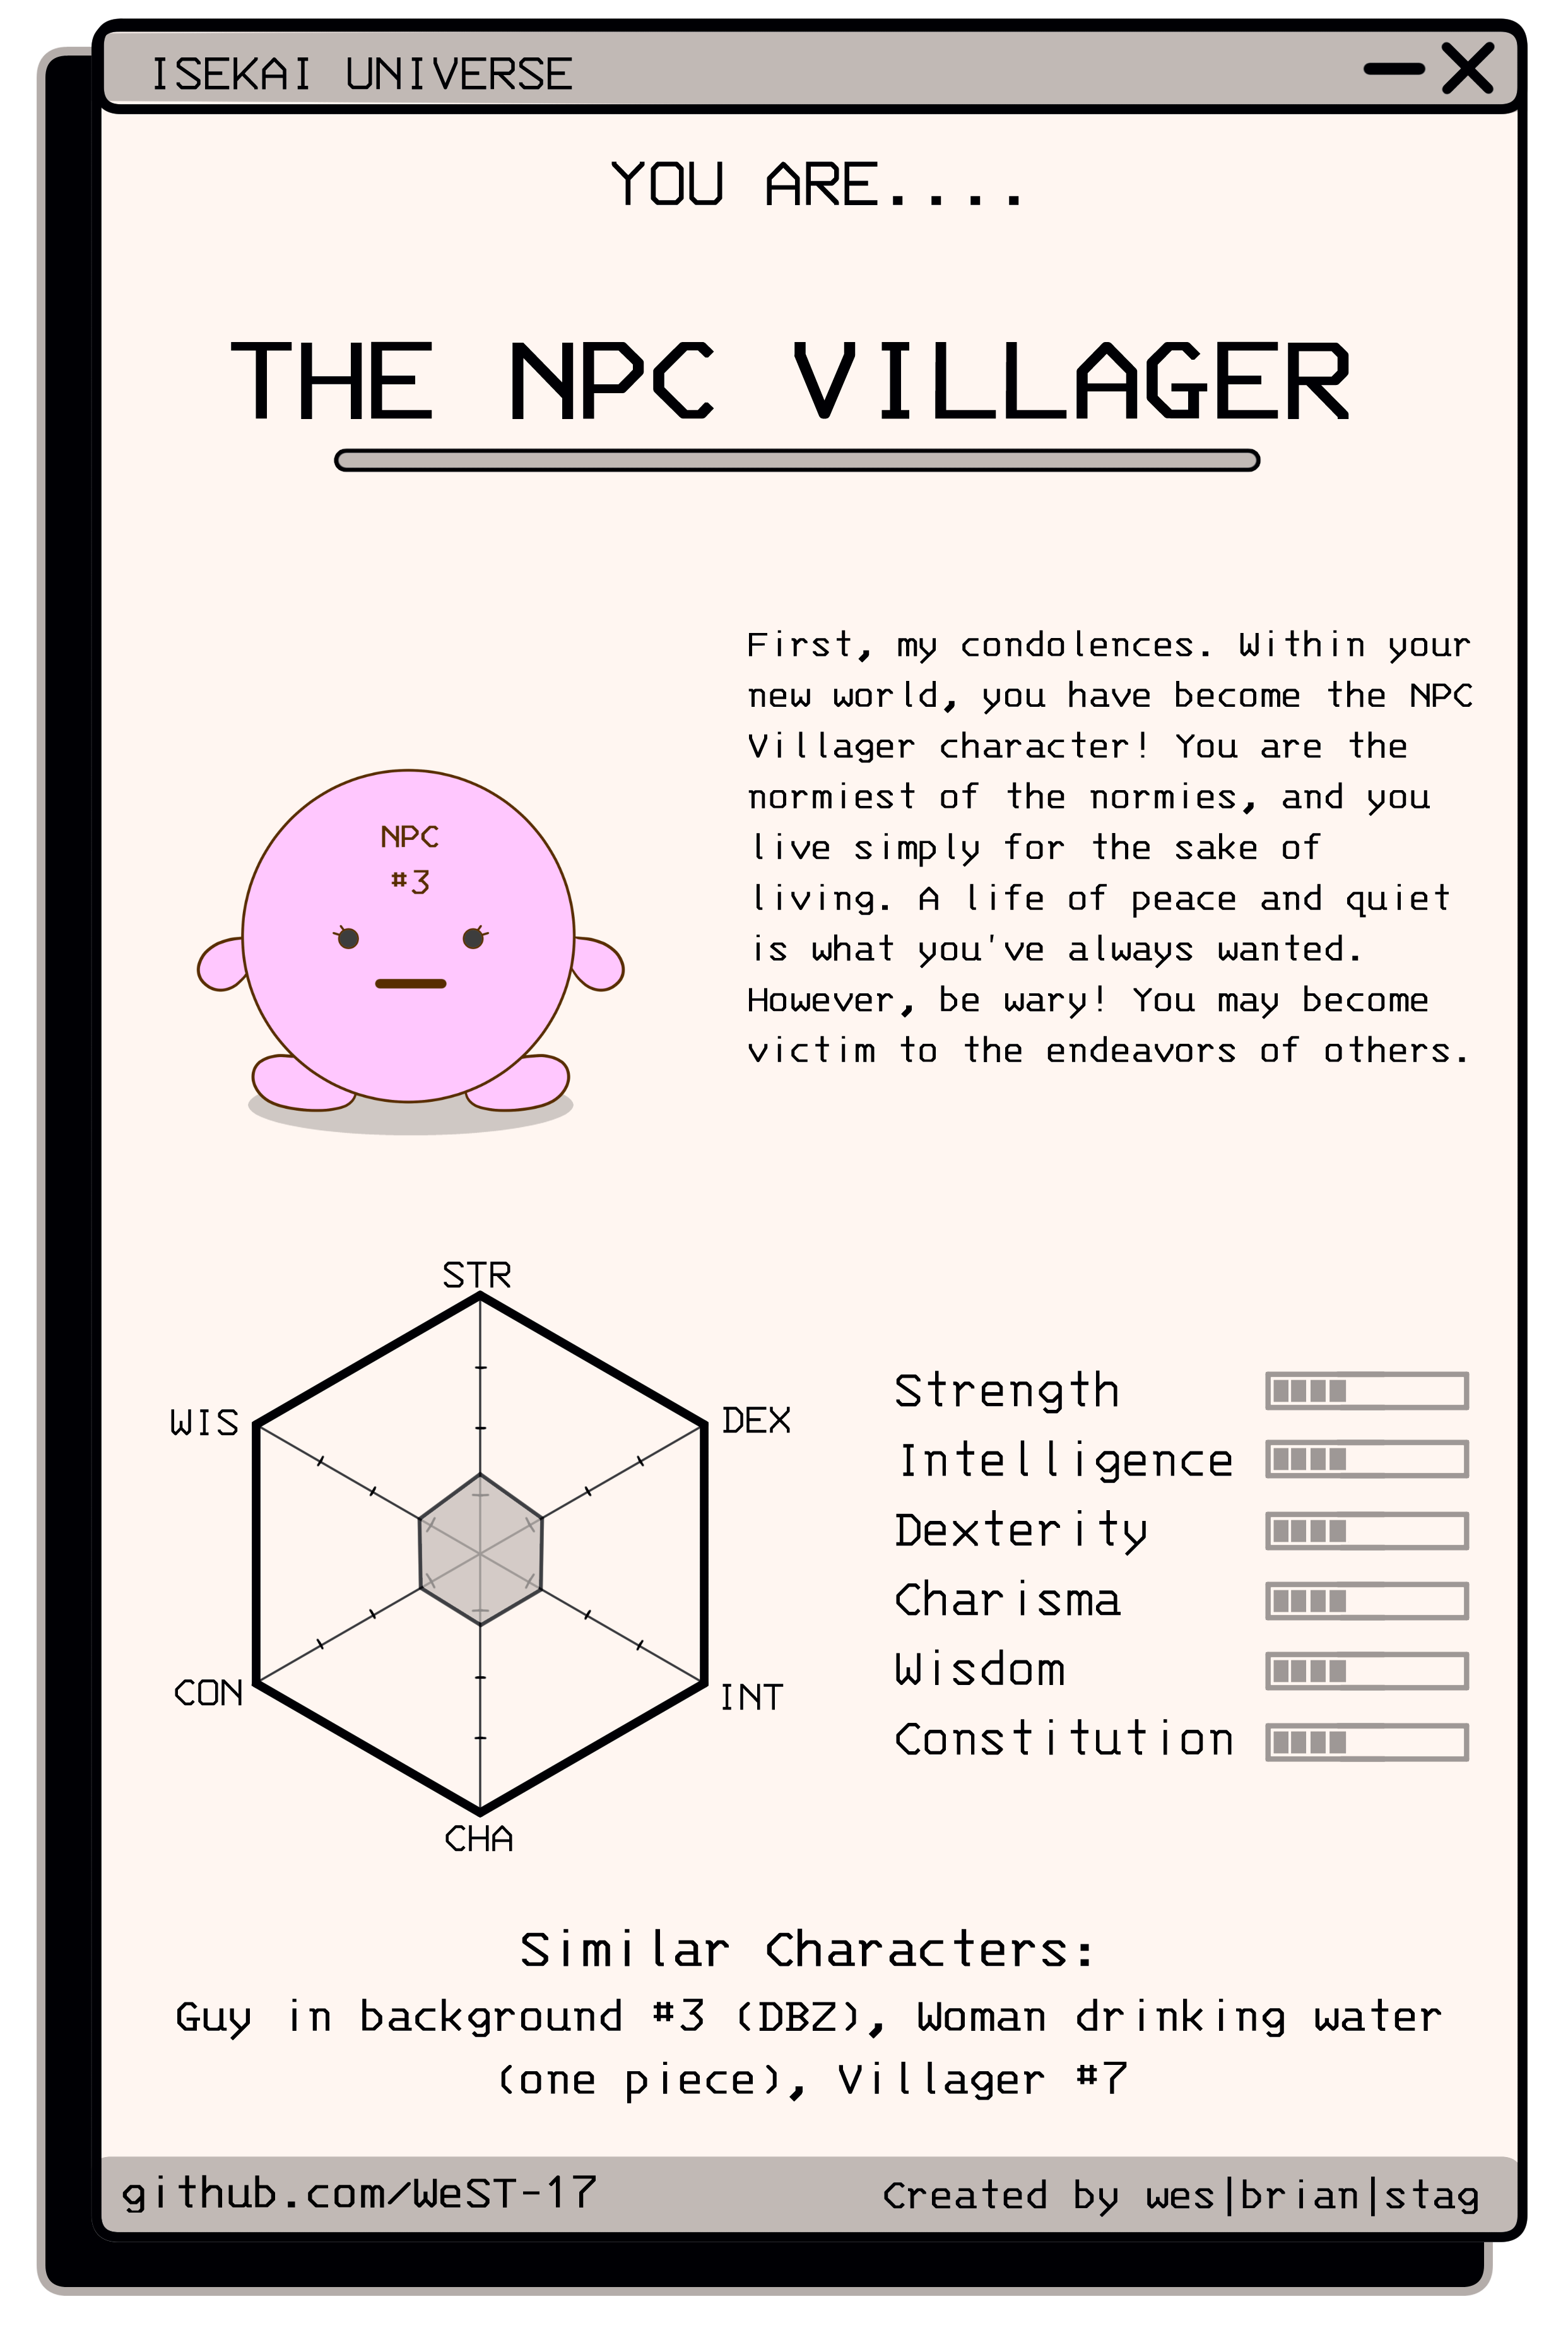 ISEKAI UNIVERSE
YOU ARE....
THE NPC VILLAGER
First, my condolences. Within your
new world, you have become the NPC
Villager character! You are the
normiest of the normies, and you
live simply for the sake of
living. A life of peace and quiet
is what you've always wanted.
However, be wary! You may become
victim to the endeavors of others.
NPC
#3
STR
WIS
DEX
CON
INT
CHA
Strength
Intelligence
Dexterity
Charisma
Wisdom
Constitution
Similar Characters:
Guy in background #3 (DBZ), Woman drinking water
(one piece), Villager #7
github.com/WeST-17
Created by wes|brian|stag